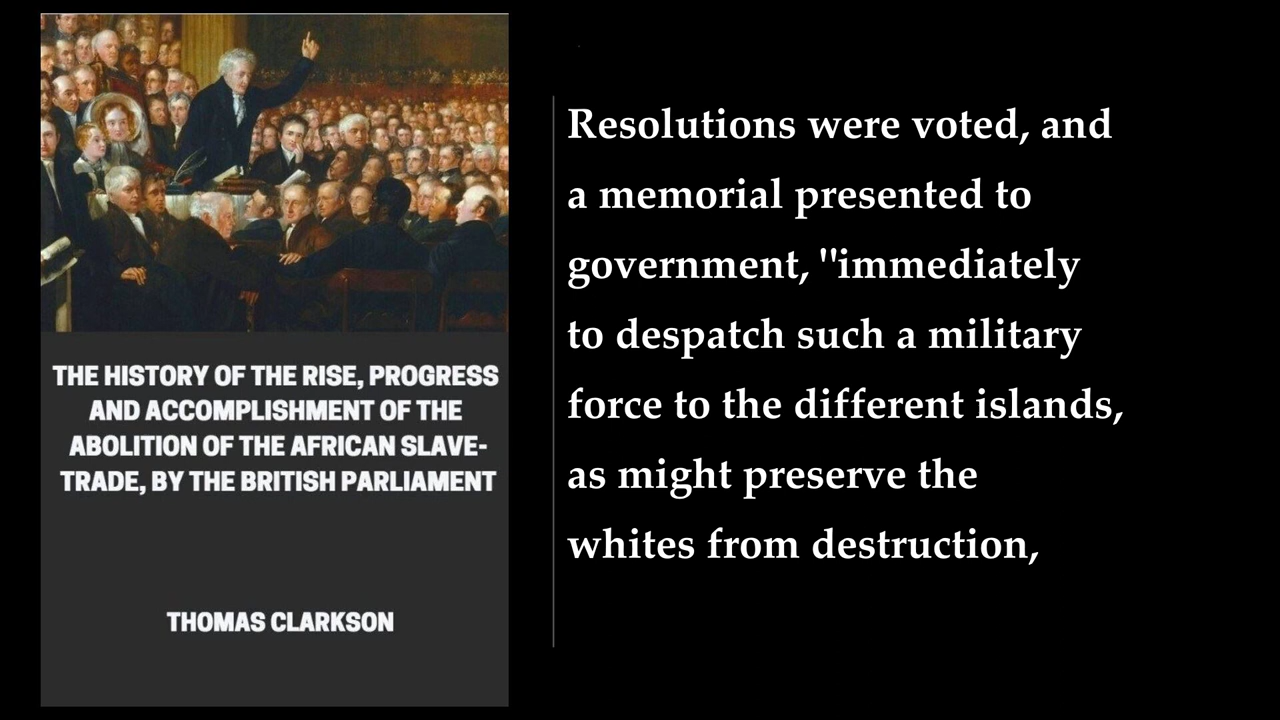 THE HISTORY OF THE RISE, PROGRESS
AND ACCOMPLISHMENT OF THE
ABOLITION OF THE AFRICAN SLAVE-
TRADE, BY THE BRITISH PARLIAMENT
THOMAS CLARKSON
Resolutions were voted, and
a memorial presented to
government, "immediately
to despatch such a military
force to the different islands,
as might preserve the
whites from destruction,